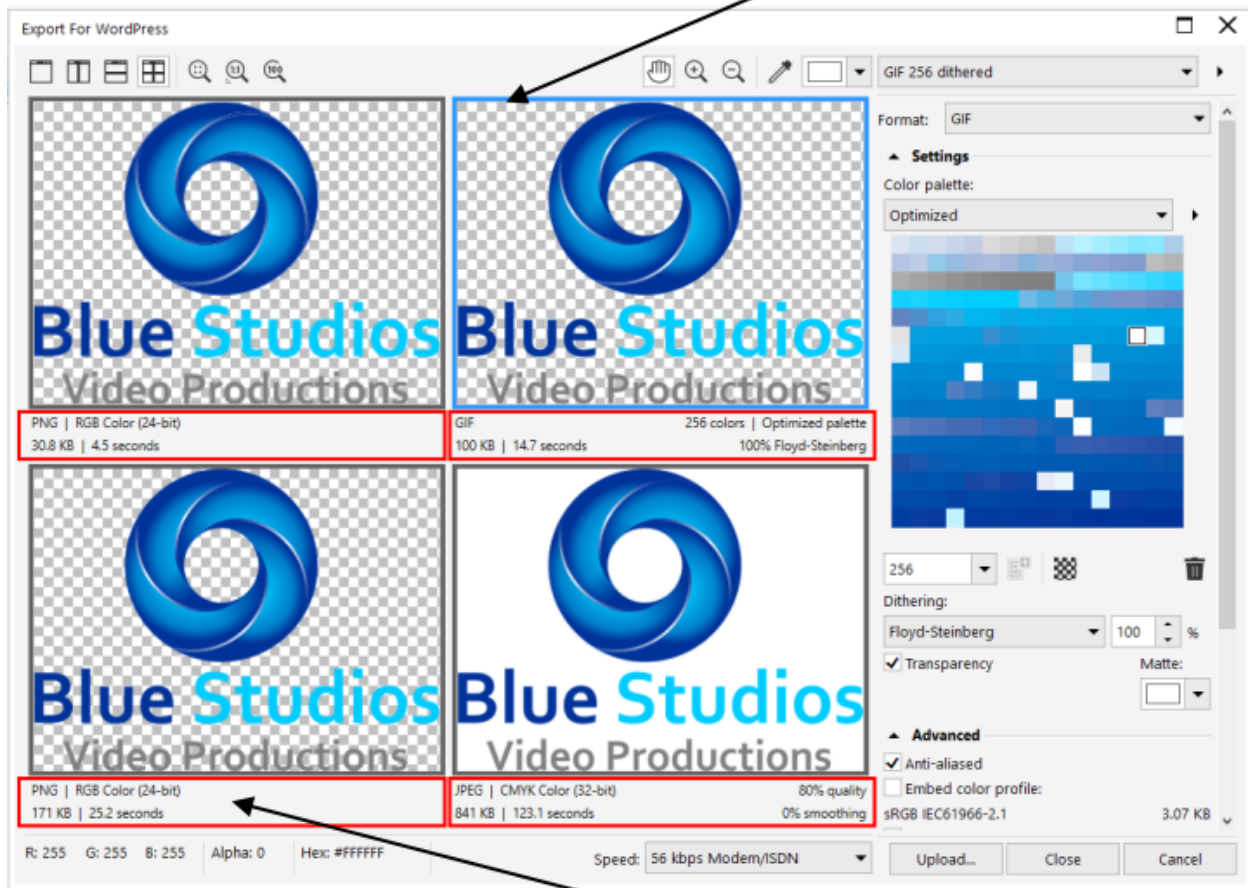 Export For WordPress
GIF 256 dithered
Blue Studios
Video Productions
PNG | RGB Color (24-bit)
30.8 KB | 4.5 seconds
Blue Studios
Video Productions
GIF 256 colors | Optimized palette
100 KB | 14.7 seconds 100% Floyd-Steinberg
Blue Studios
Video Productions
PNG | RGB Color (24-bit)
171 KB | 25.2 seconds
Blue Studios
Video Productions
JPEG | CMYK Color (32-bit) 80% quality
841 KB | 123.1 seconds 0% smoothing
Format: GIF
Settings
Color palette:
Optimized
256
Dithering:
Floyd-Steinberg 100 %
Transparency Matte:
Advanced
Anti-aliased
Embed color profile:
sRGB IEC61966-2.1 3.07 KB
R: 255 G: 255 B: 255 Alpha: 0 Hex: #FFFFFF Speed: 56 kbps Modem/ISDN Upload... Close Cancel